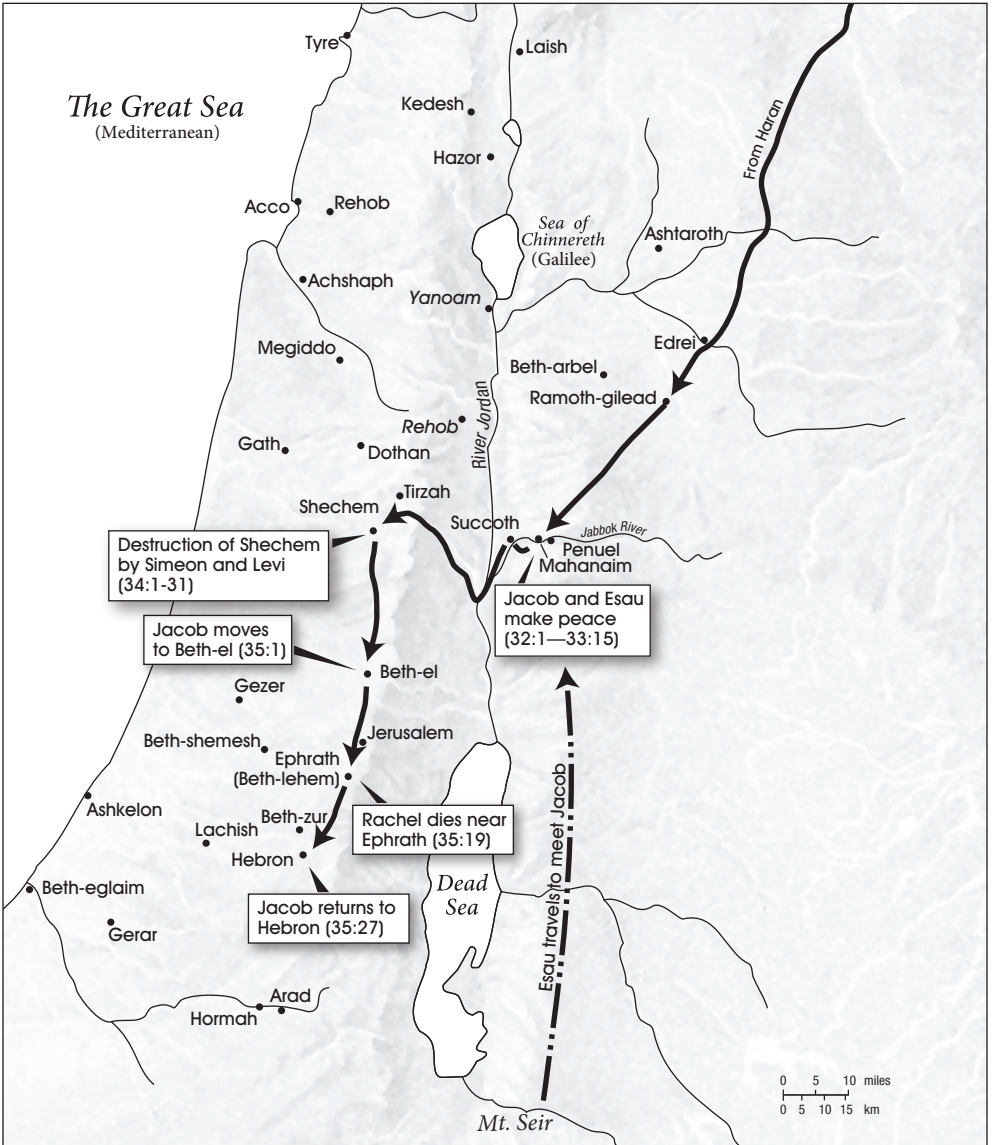 Tyre
Laish
The Great Sea
(Mediterranean)
Kedesh
From Haran
Hazor
Acco
Rehob
Sea of
Chinnereth
(Galilee)
Ashtaroth
Achshaph
Yanoam
Megiddo
Edrei
Beth-arbel
Ramoth-gilead
River Jordan
Rehob
Gath
Dothan
Tirzah
Shechem
Succoth
Jabbok River
Penuel
Mahanaim
Destruction of Shechem
by Simeon and Levi
(34:1-31)
Jacob and Esau
make peace
(32:1—33:15)
Jacob moves
to Beth-el (35:1)
Beth-el
Gezer
Jerusalem
Beth-shemesh
Ephrath
(Beth-lehem)
Esau travels to meet Jacob
Ashkelon
Beth-zur
Rachel dies near
Ephrath (35:19)
Lachish
Hebron
Dead
Sea
Beth-eglaim
Jacob returns to
Hebron (35:27)
Gerar
Arad
Hormah
0 5 10 miles
0 5 10 15 km
Mt. Seir